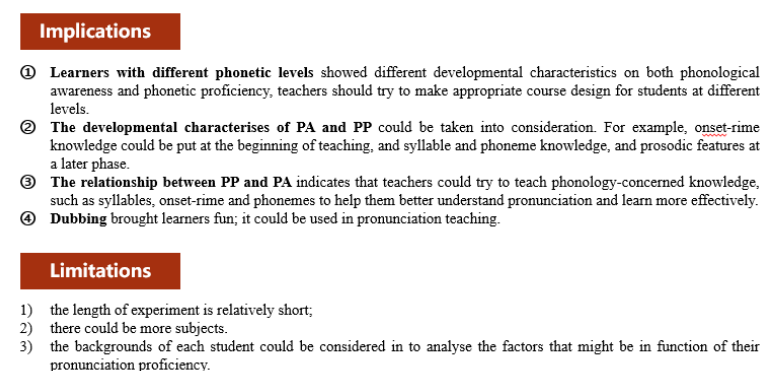 Implications
① Learners with different phonetic levels showed different developmental characteristics on both phonological
awareness and phonetic proficiency, teachers should try to make appropriate course design for students at different
levels.
② The developmental characterises of PA and PP could be taken into consideration. For example, onset-rime
knowledge could be put at the beginning of teaching, and syllable and phoneme knowledge, and prosodic features at
a later phase.
③ The relationship between PP and PA indicates that teachers could try to teach phonology-concerned knowledge,
such as syllables, onset-rime and phonemes to help them better understand pronunciation and learn more effectively.
④ Dubbing brought learners fun; it could be used in pronunciation teaching.
Limitations
1) the length of experiment is relatively short;
2) there could be more subjects.
3) the backgrounds of each student could be considered in to analyse the factors that might be in function of their
pronunciation proficiency.